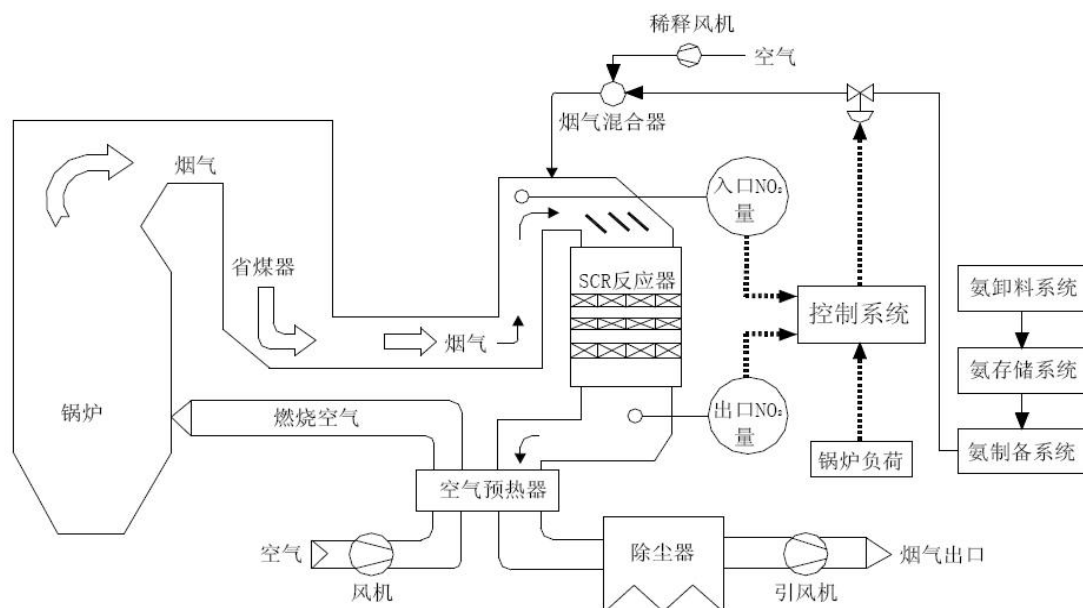 稀释风机
空气
烟气混合器
烟气
入口NO₂
量
省煤器
SCR反应器
控制系统
氨卸料系统
烟气
氨存储系统
锅炉
燃烧空气
出口NO₂
量
锅炉负荷
氨制备系统
空气预热器
空气
除尘器
烟气出口
风机
引风机